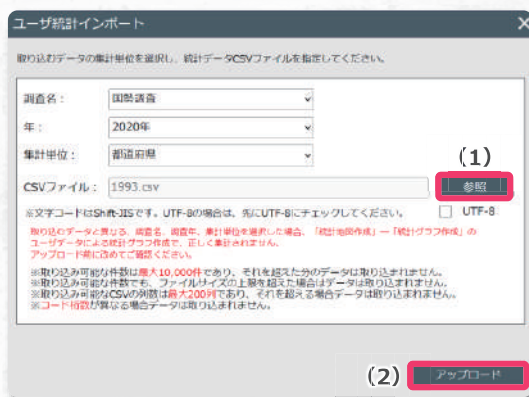 ユーザ統計インポート ×
取り込むデータの集計単位を選択し、統計データCSVファイルを指定してください。
調査名： 国勢調査
年： 2020年
集計単位： 都道府県
(1)
CSVファイル： 1993.csv 参照
※文字コードはShift-JISです。UTF-8の場合は、先にUTF-8にチェックしてください。 UTF-8
取り込むデータと異なる、調査名、調査年、集計単位を選択した場合、「統計地図作成」―「統計グラフ作成」の
ユーザデータによる統計グラフ作成で、正しく集計されません。
アップロード前に改めてご確認ください。
※取り込み可能な件数は最大10,000件であり、それを超えた分のデータは取り込まれません。
※取り込み可能な件数でも、ファイルサイズの上限を超えた場合はデータは取り込まれません。
※取り込み可能なCSVの列数は最大200列であり、それを超える場合データは取り込まれません。
※コード桁数が異なる場合データは取り込まれません。
(2) アップロード